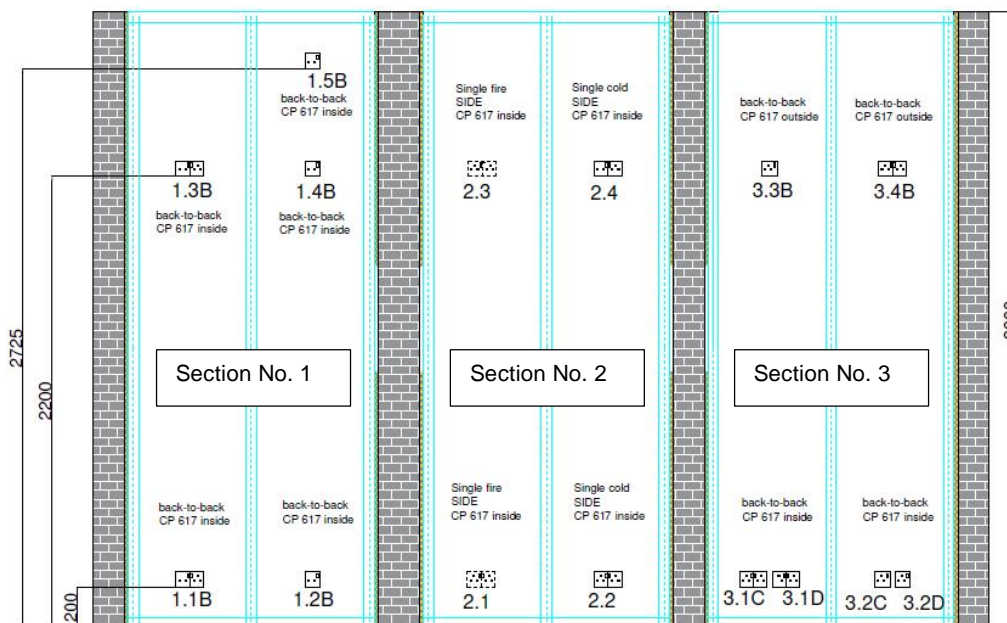 1.5B
back-to-back
CP 617 inside
Single fire
SIDE
CP 617 inside
Single cold
SIDE
CP 617 inside
back-to-back
CP 617 outside
back-to-back
CP 617 outside
1.3B
back-to-back
CP 617 inside
1.4B
back-to-back
CP 617 inside
2.3
2.4
3.3B
3.4B
2725
2200
Section No. 1
Section No. 2
Section No. 3
back-to-back
CP 617 inside
back-to-back
CP 617 inside
Single fire
SIDE
CP 617 inside
Single cold
SIDE
CP 617 inside
back-to-back
CP 617 inside
back-to-back
CP 617 inside
200
1.1B
1.2B
2.1
2.2
3.1C 3.1D
3.2C 3.2D